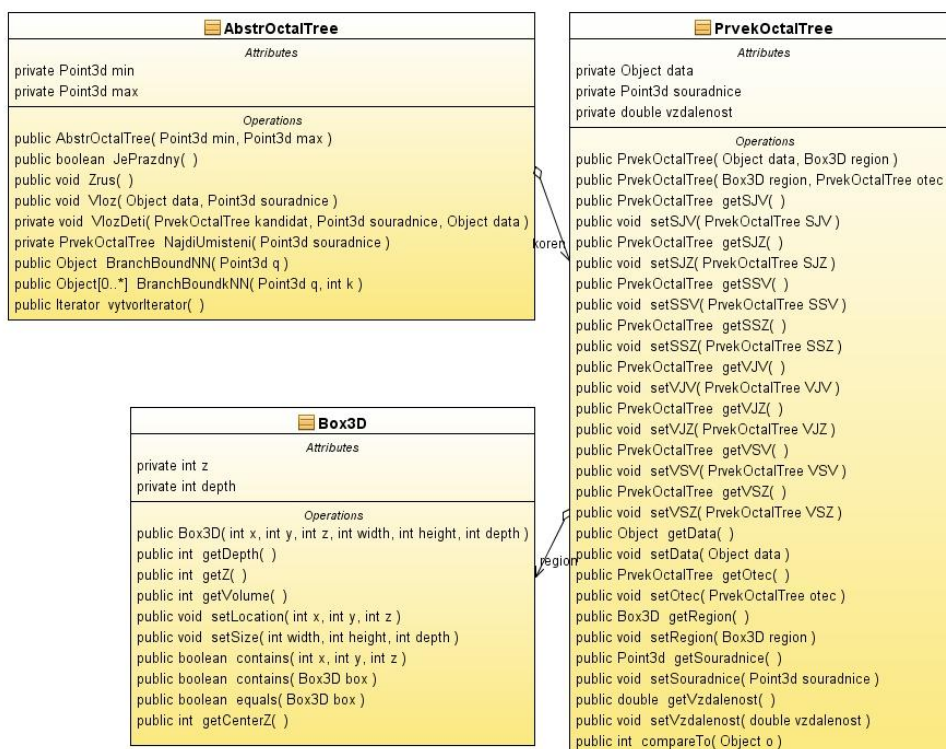 AbstrOctalTree
Attributes
private Point3d min
private Point3d max
Operations
public AbstrOctalTree( Point3d min, Point3d max )
public boolean JePrazdny( )
public void Zrus( )
public void Vloz( Object data, Point3d souradnice )
private void VlozDeti( PrvekOctalTree kandidat, Point3d souradnice, Object data )
private PrvekOctalTree NajdiUmisteni( Point3d souradnice )
public Object BranchBoundNN( Point3d q )
public Object[0..*] BranchBoundkNN( Point3d q, int k )
public Iterator vytvorIterator( )
koren
PrvekOctalTree
Attributes
private Object data
private Point3d souradnice
private double vzdalenost
Operations
public PrvekOctalTree( Object data, Box3D region )
public PrvekOctalTree( Box3D region, PrvekOctalTree otec
public PrvekOctalTree getSJV( )
public void setSJV( PrvekOctalTree SJV )
public PrvekOctalTree getSJZ( )
public void setSJZ( PrvekOctalTree SJZ )
public PrvekOctalTree getSSV( )
public void setSSV( PrvekOctalTree SSV )
public PrvekOctalTree getSSZ( )
public void setSSZ( PrvekOctalTree SSZ )
public PrvekOctalTree getVJV( )
public void setVJV( PrvekOctalTree VJV )
public PrvekOctalTree getVJZ( )
public void setVJZ( PrvekOctalTree VJZ )
public PrvekOctalTree getVSV( )
public void setVSV( PrvekOctalTree VSV )
public PrvekOctalTree getVSZ( )
public void setVSZ( PrvekOctalTree VSZ )
public Object getData( )
public void setData( Object data )
public PrvekOctalTree getOtec( )
public void setOtec( PrvekOctalTree otec )
public Box3D getRegion( )
public void setRegion( Box3D region )
public Point3d getSouradnice( )
public void setSouradnice( Point3d souradnice )
public double getVzdalenost( )
public void setVzdalenost( double vzdalenost )
public int compareTo( Object o )
region
Box3D
Attributes
private int z
private int depth
Operations
public Box3D( int x, int y, int z, int width, int height, int depth )
public int getDepth( )
public int getZ( )
public int getVolume( )
public void setLocation( int x, int y, int z )
public void setSize( int width, int height, int depth )
public boolean contains( int x, int y, int z )
public boolean contains( Box3D box )
public boolean equals( Box3D box )
public int getCenterZ( )